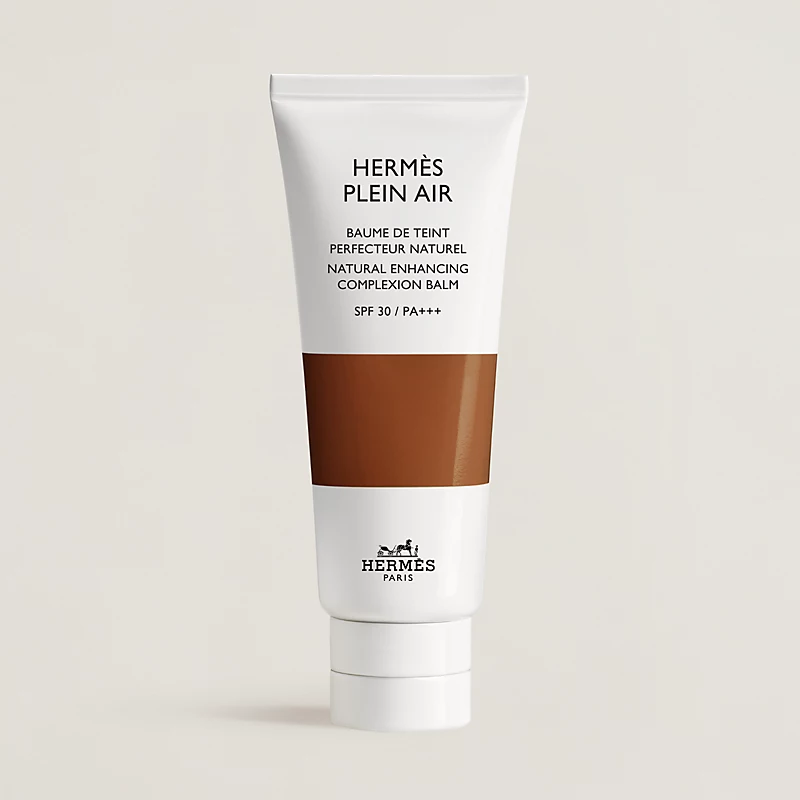 HERMÈS
PLEIN AIR
BAUME DE TEINT
PERFECTEUR NATUREL
NATURAL ENHANCING
COMPLEXION BALM
SPF 30 / PA+++
HERMÈS
PARIS